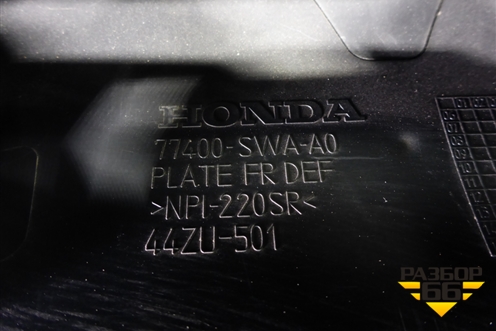 HONDA
77400-SWA-A0
PLATE FR DEF
>NPI-220SR<
44ZU-501
РАЗБОР
66